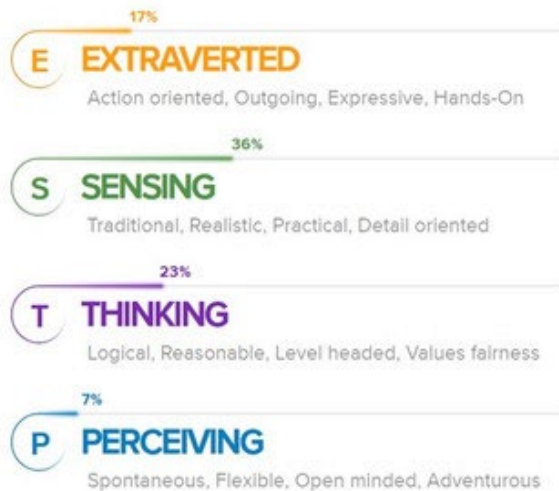 17%
E EXTRAVERTED
Action oriented, Outgoing, Expressive, Hands-On
36%
S SENSING
Traditional, Realistic, Practical, Detail oriented
23%
T THINKING
Logical, Reasonable, Level headed, Values fairness
7%
P PERCEIVING
Spontaneous, Flexible, Open minded, Adventurous